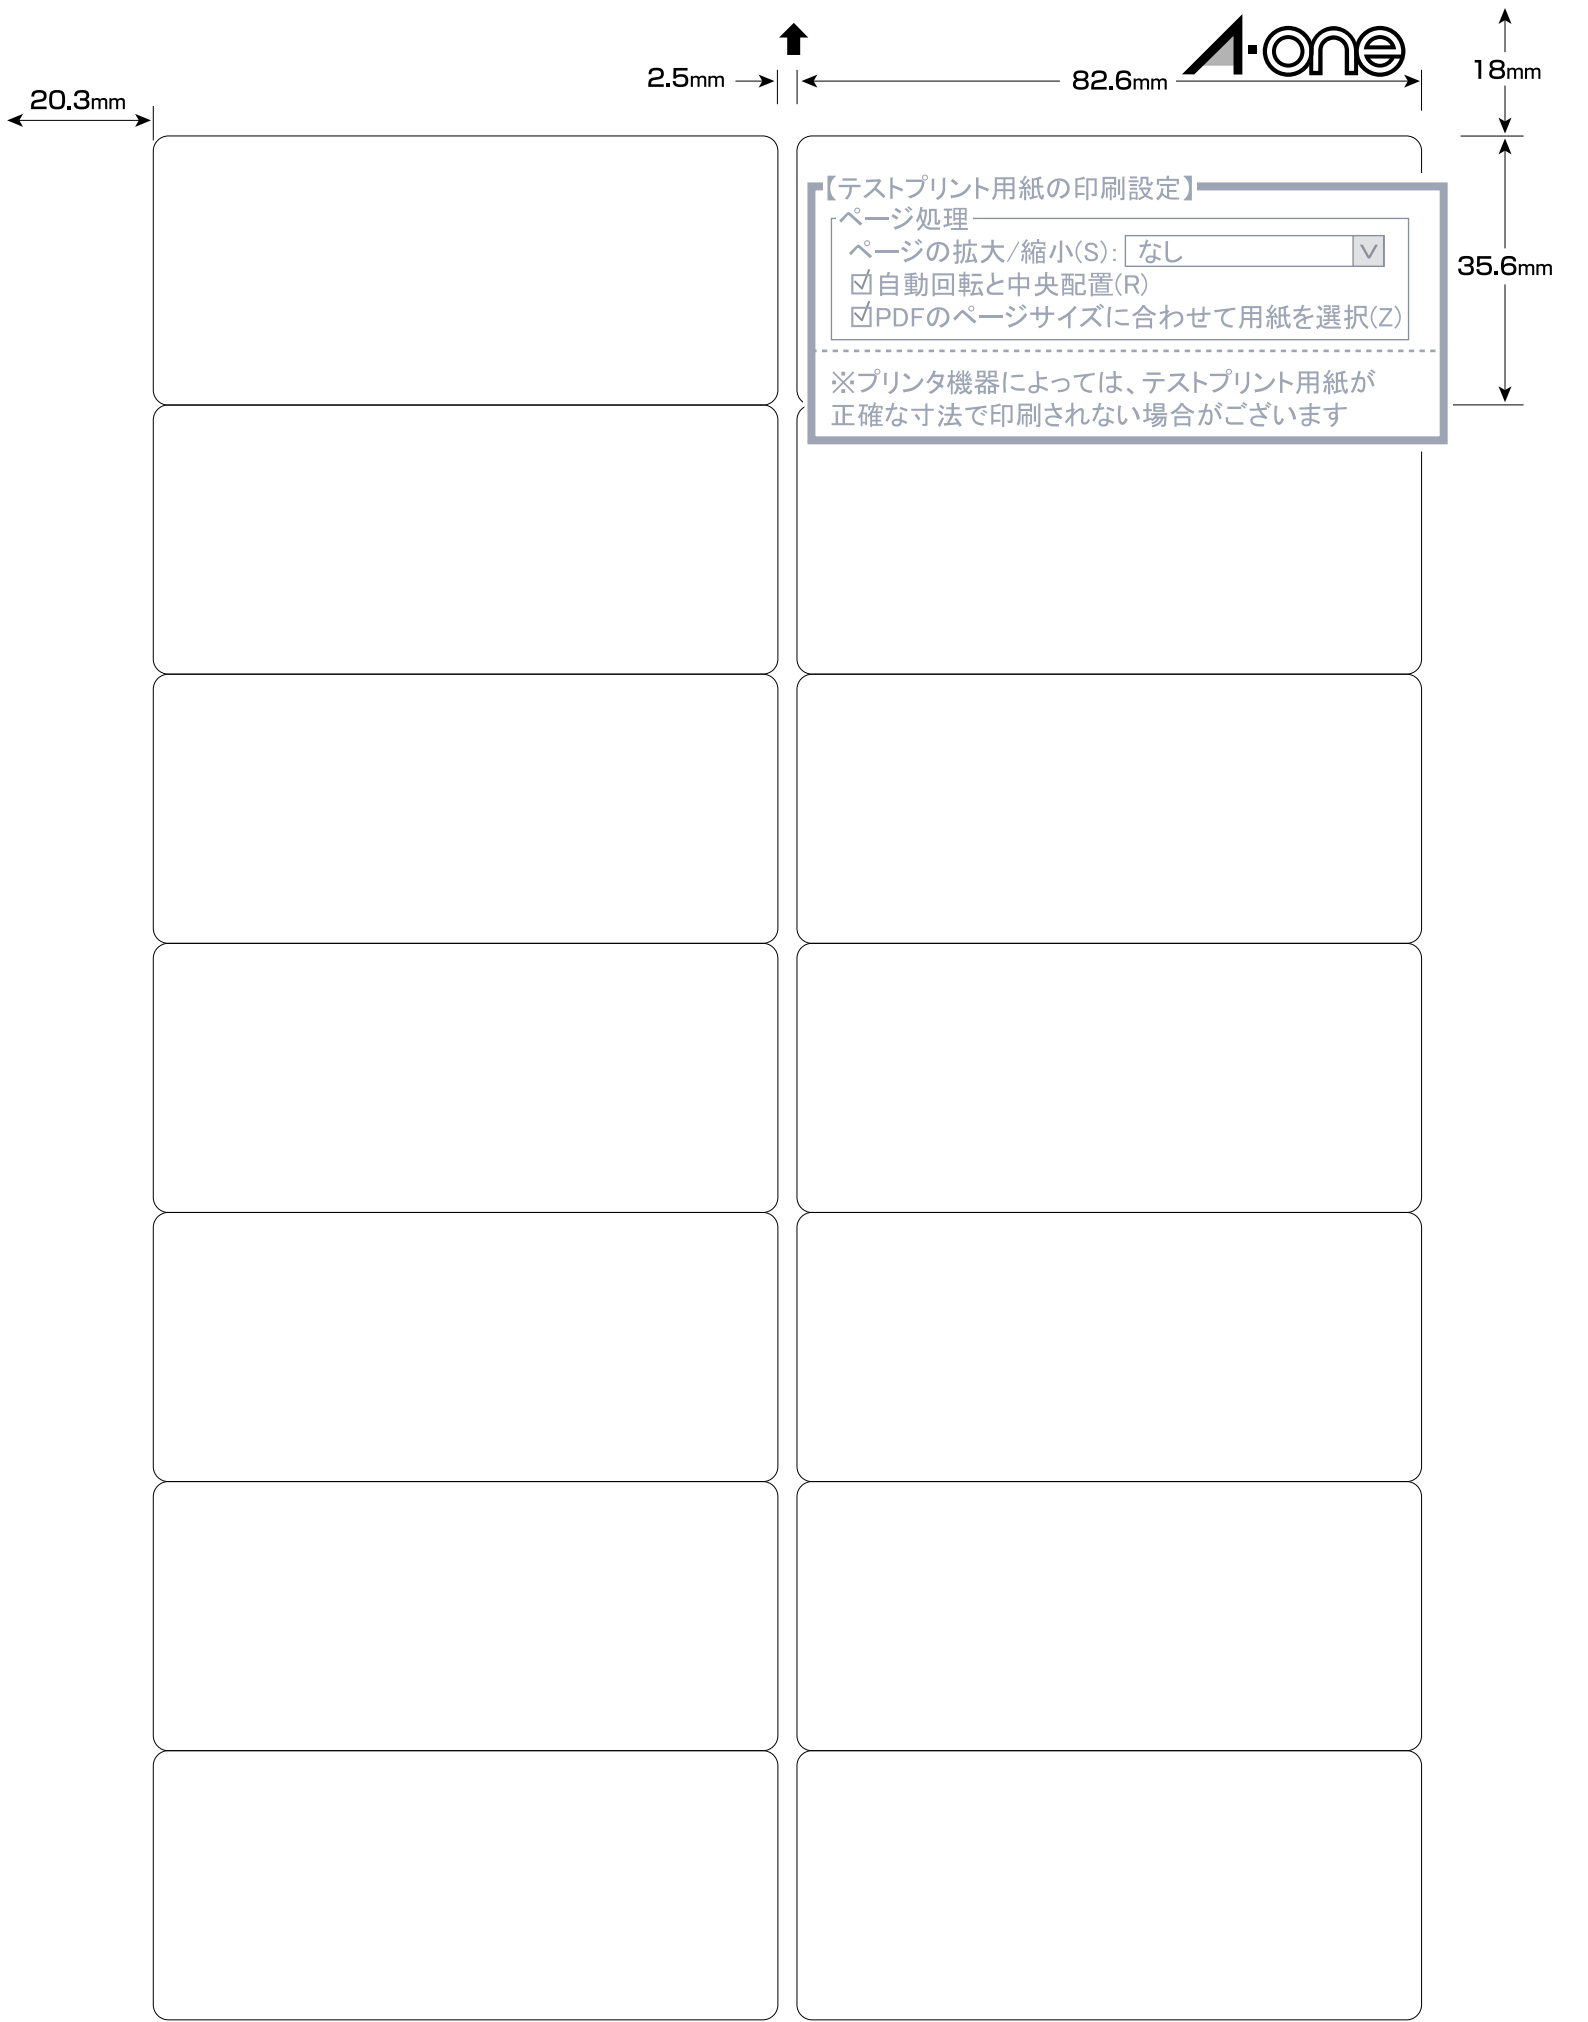 A-one
18mm
2.5mm
82.6mm
20.3mm
【テストプリント用紙の印刷設定】
ページ処理
ページの拡大/縮小(S): なし
自動回転と中央配置(R)
PDFのページサイズに合わせて用紙を選択(Z)
35.6mm
※プリンタ機器によっては、テストプリント用紙が
正確な寸法で印刷されない場合がございます